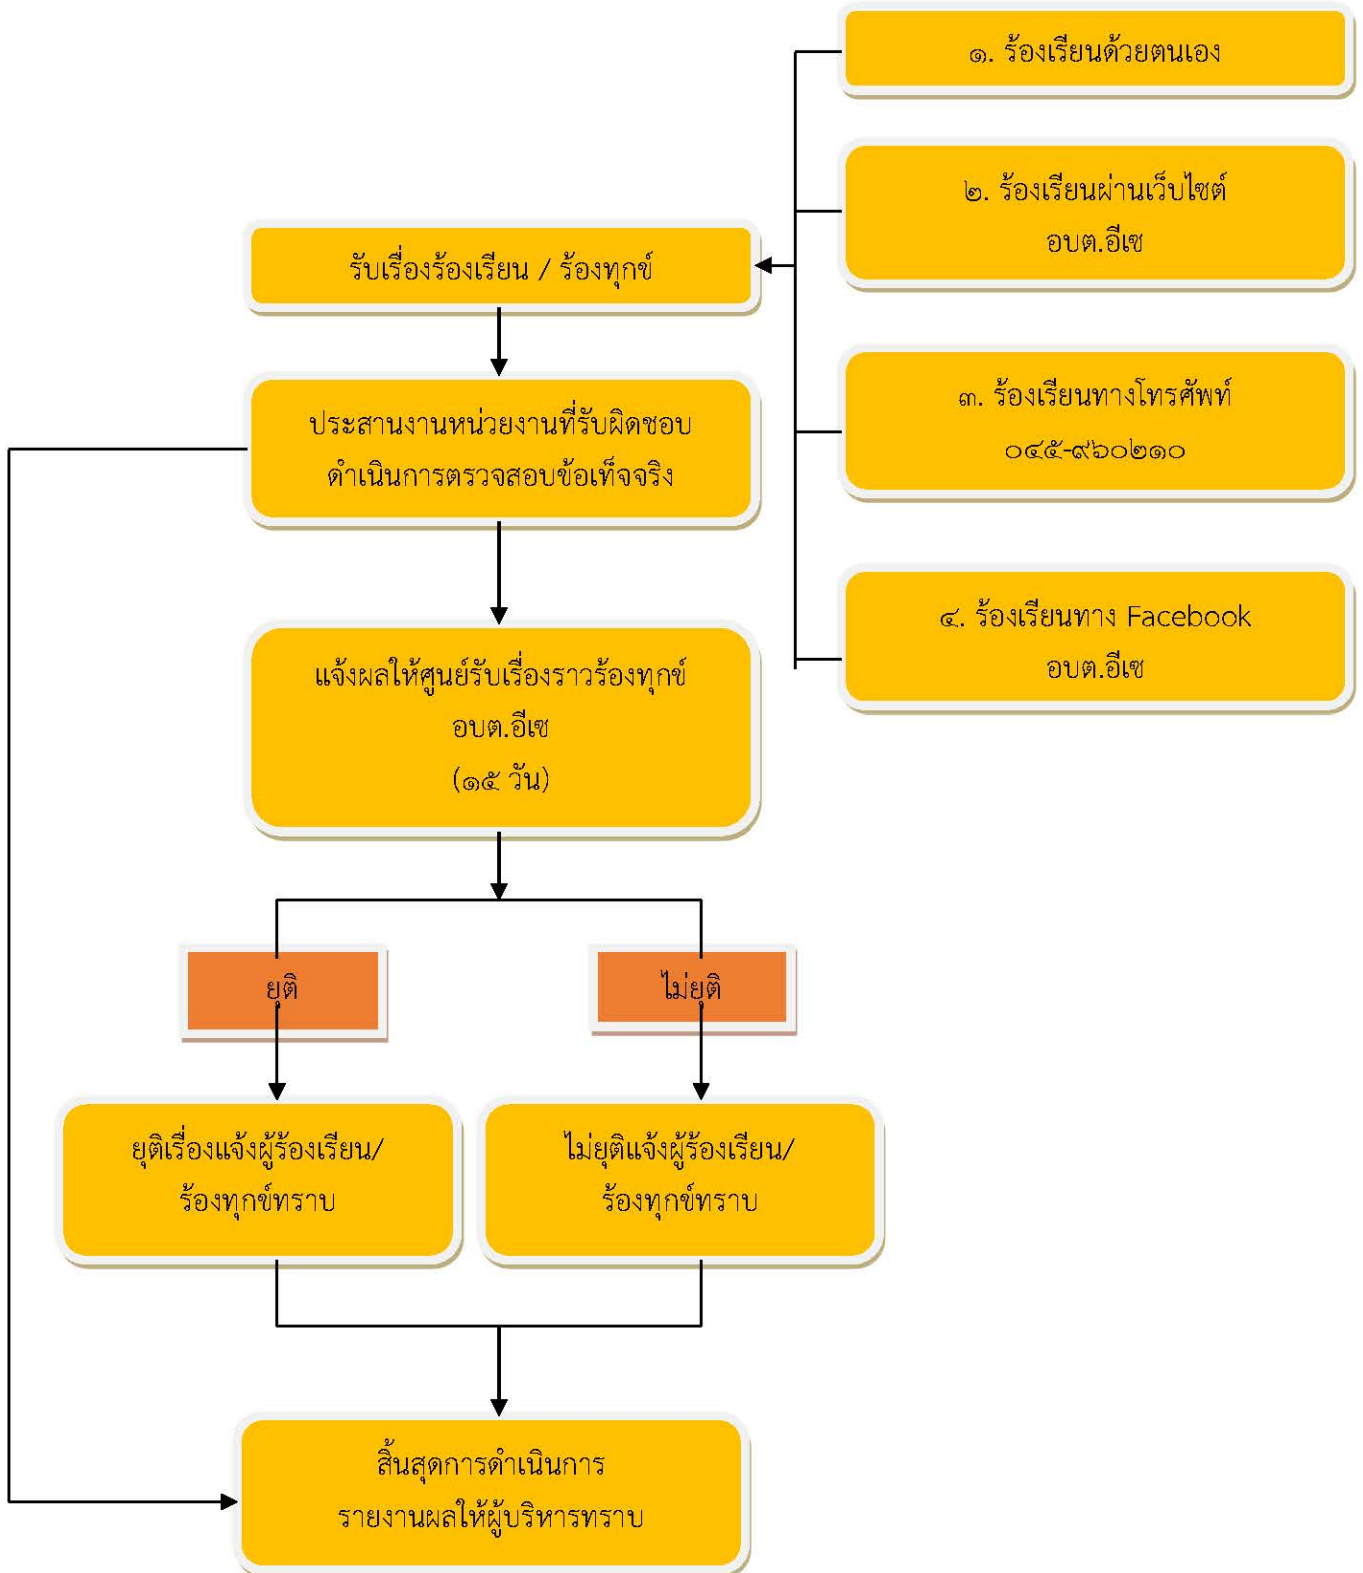 ๑. ร้องเรียนด้วยตนเอง
๒. ร้องเรียนผ่านเว็บไซต์
อบต.อีเซ
รับเรื่องร้องเรียน / ร้องทุกข์
๓. ร้องเรียนทางโทรศัพท์
๐๔๕-๙๖๐๒๑๐
ประสานงานหน่วยงานที่รับผิดชอบ
ดำเนินการตรวจสอบข้อเท็จจริง
๔. ร้องเรียนทาง Facebook
อบต.อีเซ
แจ้งผลให้ศูนย์รับเรื่องราวร้องทุกข์
อบต.อีเซ
(๑๕ วัน)
ยุติ
ไม่ยุติ
ยุติเรื่องแจ้งผู้ร้องเรียน/
ร้องทุกข์ทราบ
ไม่ยุติแจ้งผู้ร้องเรียน/
ร้องทุกข์ทราบ
สิ้นสุดการดำเนินการ
รายงานผลให้ผู้บริหารทราบ